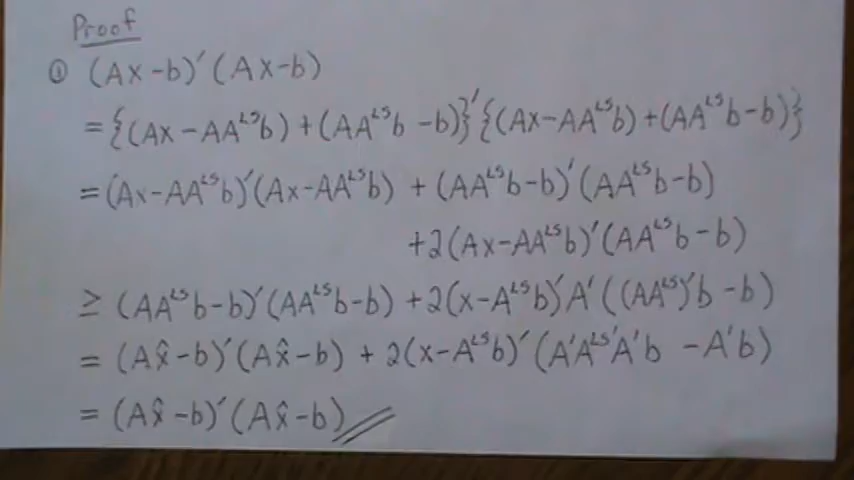 Proof
① (Ax-b)′(Ax-b)
= {(Ax-AA^{LS}b)+(AA^{LS}b-b)}′{(Ax-AA^{LS}b)+(AA^{LS}b-b)}
= (Ax-AA^{LS}b)′(Ax-AA^{LS}b) + (AA^{LS}b-b)′(AA^{LS}b-b)
+2(Ax-AA^{LS}b)′(AA^{LS}b-b)
≥ (AA^{LS}b-b)′(AA^{LS}b-b) +2(x-A^{LS}b)′A′((AA^{LS})′b-b)
= (Ax̂-b)′(Ax̂-b) + 2(x-A^{LS}b)′(A′A^{LS}′A′b -A′b)
= (Ax̂-b)′(Ax̂-b)//